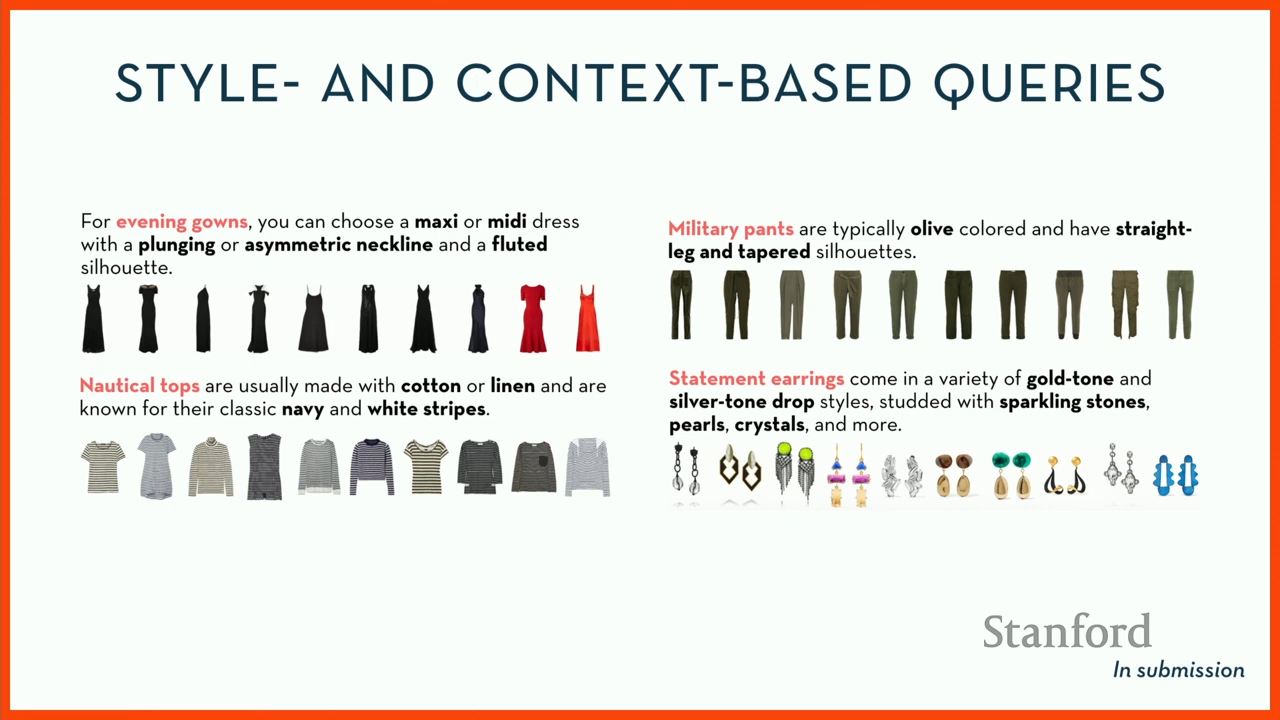 STYLE- AND CONTEXT-BASED QUERIES
For evening gowns, you can choose a maxi or midi dress
with a plunging or asymmetric neckline and a fluted
silhouette.
Nautical tops are usually made with cotton or linen and are
known for their classic navy and white stripes.
Military pants are typically olive colored and have straight-
leg and tapered silhouettes.
Statement earrings come in a variety of gold-tone and
silver-tone drop styles, studded with sparkling stones,
pearls, crystals, and more.
Stanford
In submission